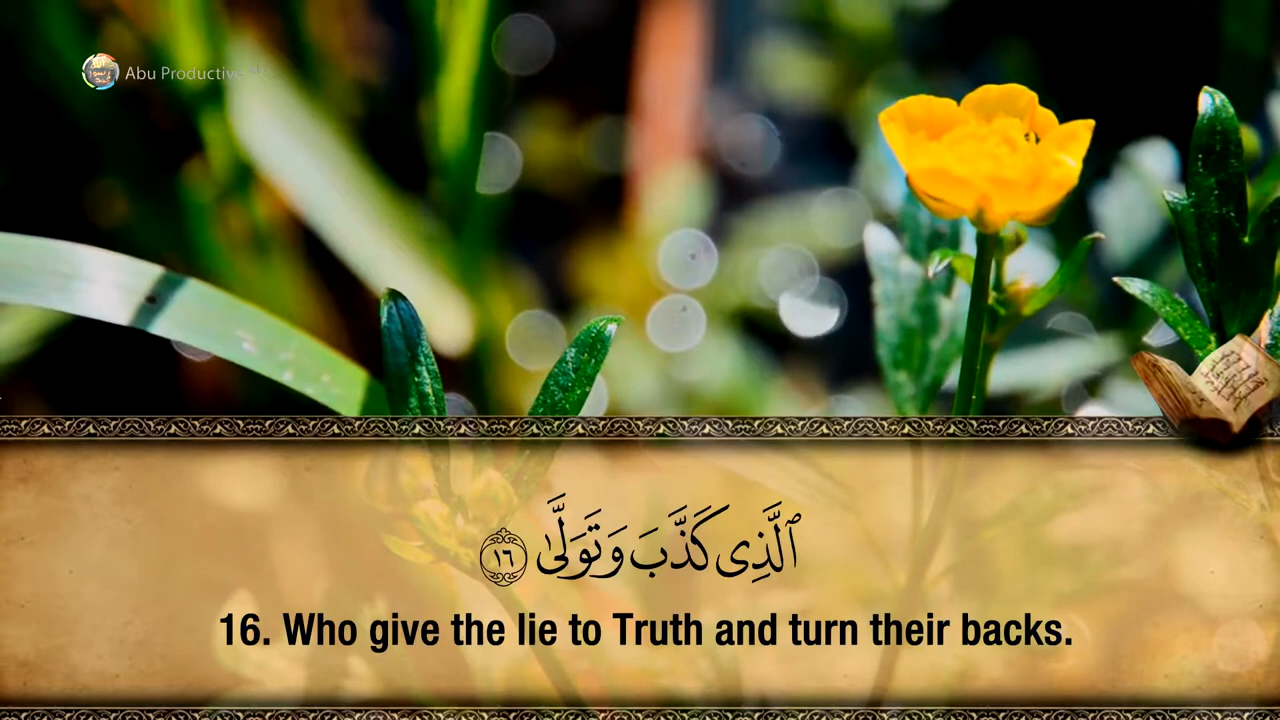 Abu Productive
ٱلَّذِى كَذَّبَ وَتَوَلَّىٰ ١٦
16. Who give the lie to Truth and turn their backs.